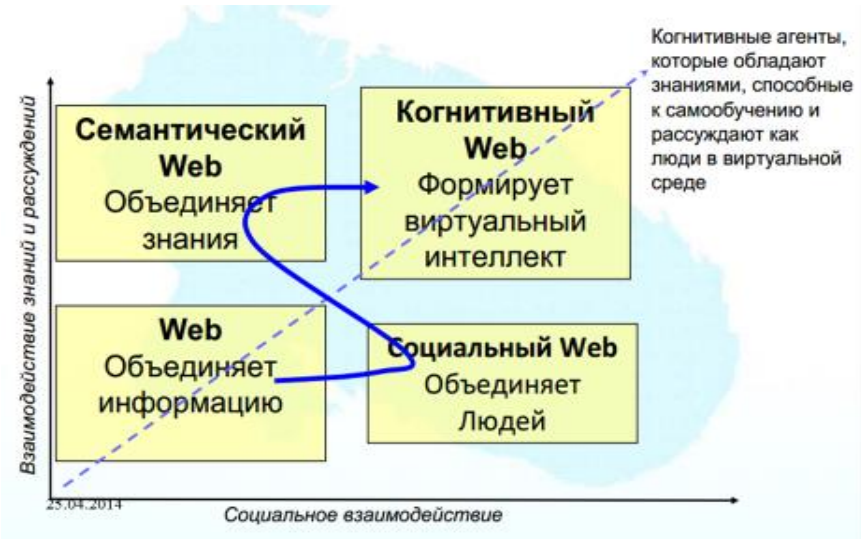 Когнитивные агенты,
которые обладают
знаниями, способные
к самообучению и
рассуждают как
люди в виртуальной
среде
Взаимодействие знаний и рассуждений
Семантический
Web
Объединяет
знания
Когнитивный
Web
Формирует
виртуальный
интеллект
Web
Объединяет
информацию
Социальный Web
Объединяет
Людей
25.04.2014
Социальное взаимодействие